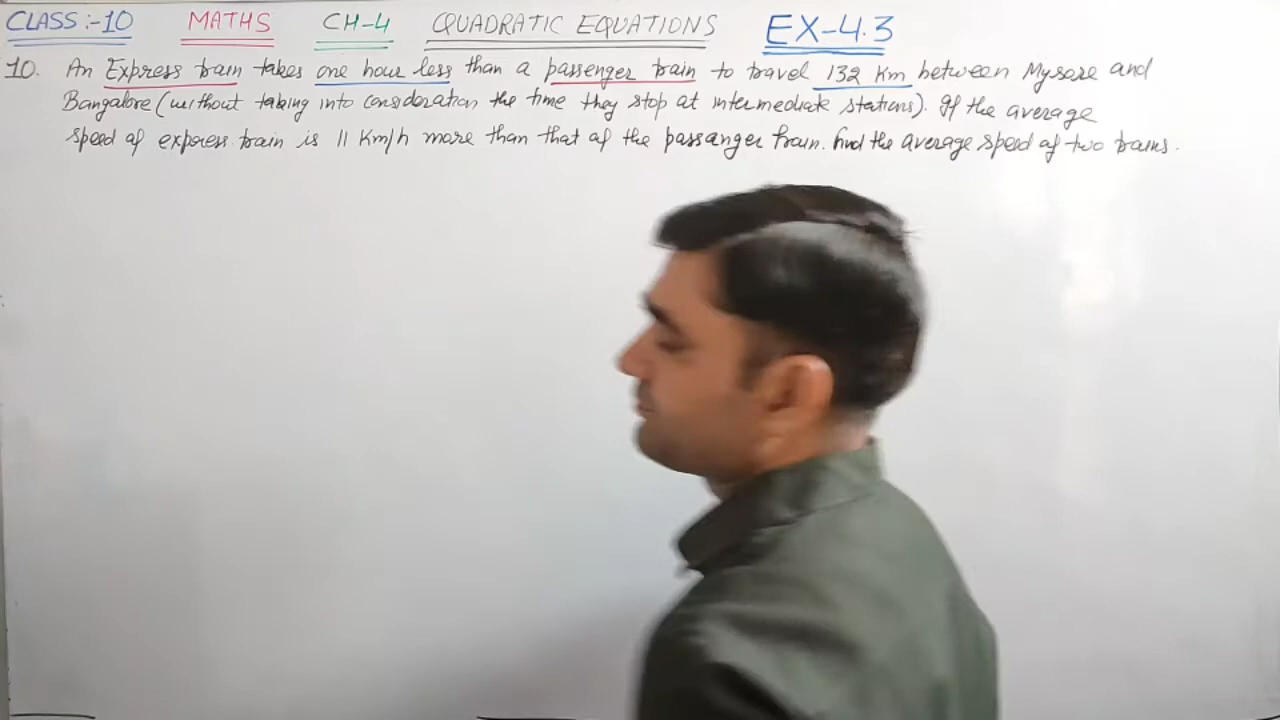 CLASS:-10 MATHS CH-4 QUADRATIC EQUATIONS EX-4.3
10. An Express train takes one hour less than a passenger train to travel 132 Km between Mysore and
Bangalore (without taking into consideration the time they stop at intermediate stations). If the average
speed of express train is 11 Km/h more than that of the passanger train. find the average speed of two trains.